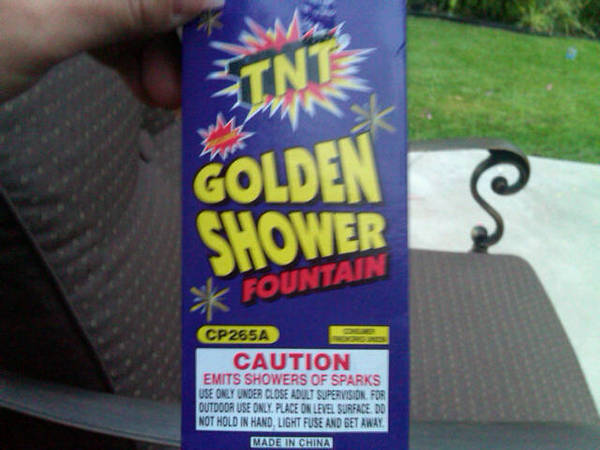 TNT
GOLDEN
SHOWER
FOUNTAIN
CP265A
CAUTION
EMITS SHOWERS OF SPARKS
USE ONLY UNDER CLOSE ADULT SUPERVISION. FOR
OUTDOOR USE ONLY. PLACE ON LEVEL SURFACE. DO
NOT HOLD IN HAND, LIGHT FUSE AND GET AWAY.
MADE IN CHINA